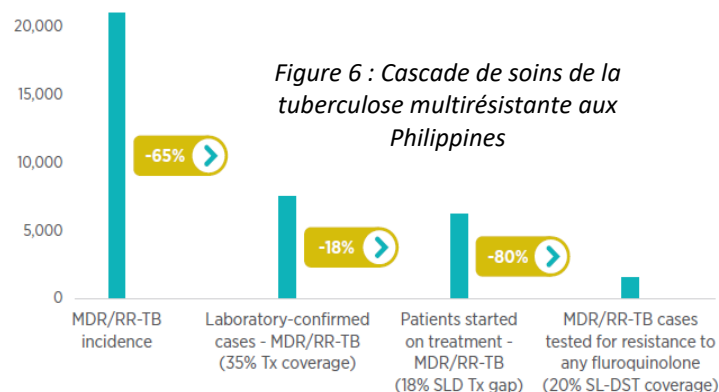 20,000
15,000
10,000
5,000
0
Figure 6 : Cascade de soins de la
tuberculose multirésistante aux
Philippines
-65%
-18%
-80%
MDR/RR-TB
incidence
Laboratory-confirmed
cases - MDR/RR-TB
(35% Tx coverage)
Patients started
on treatment -
MDR/RR-TB
(18% SLD Tx gap)
MDR/RR-TB cases
tested for resistance to
any fluroquinolone
(20% SL-DST coverage)